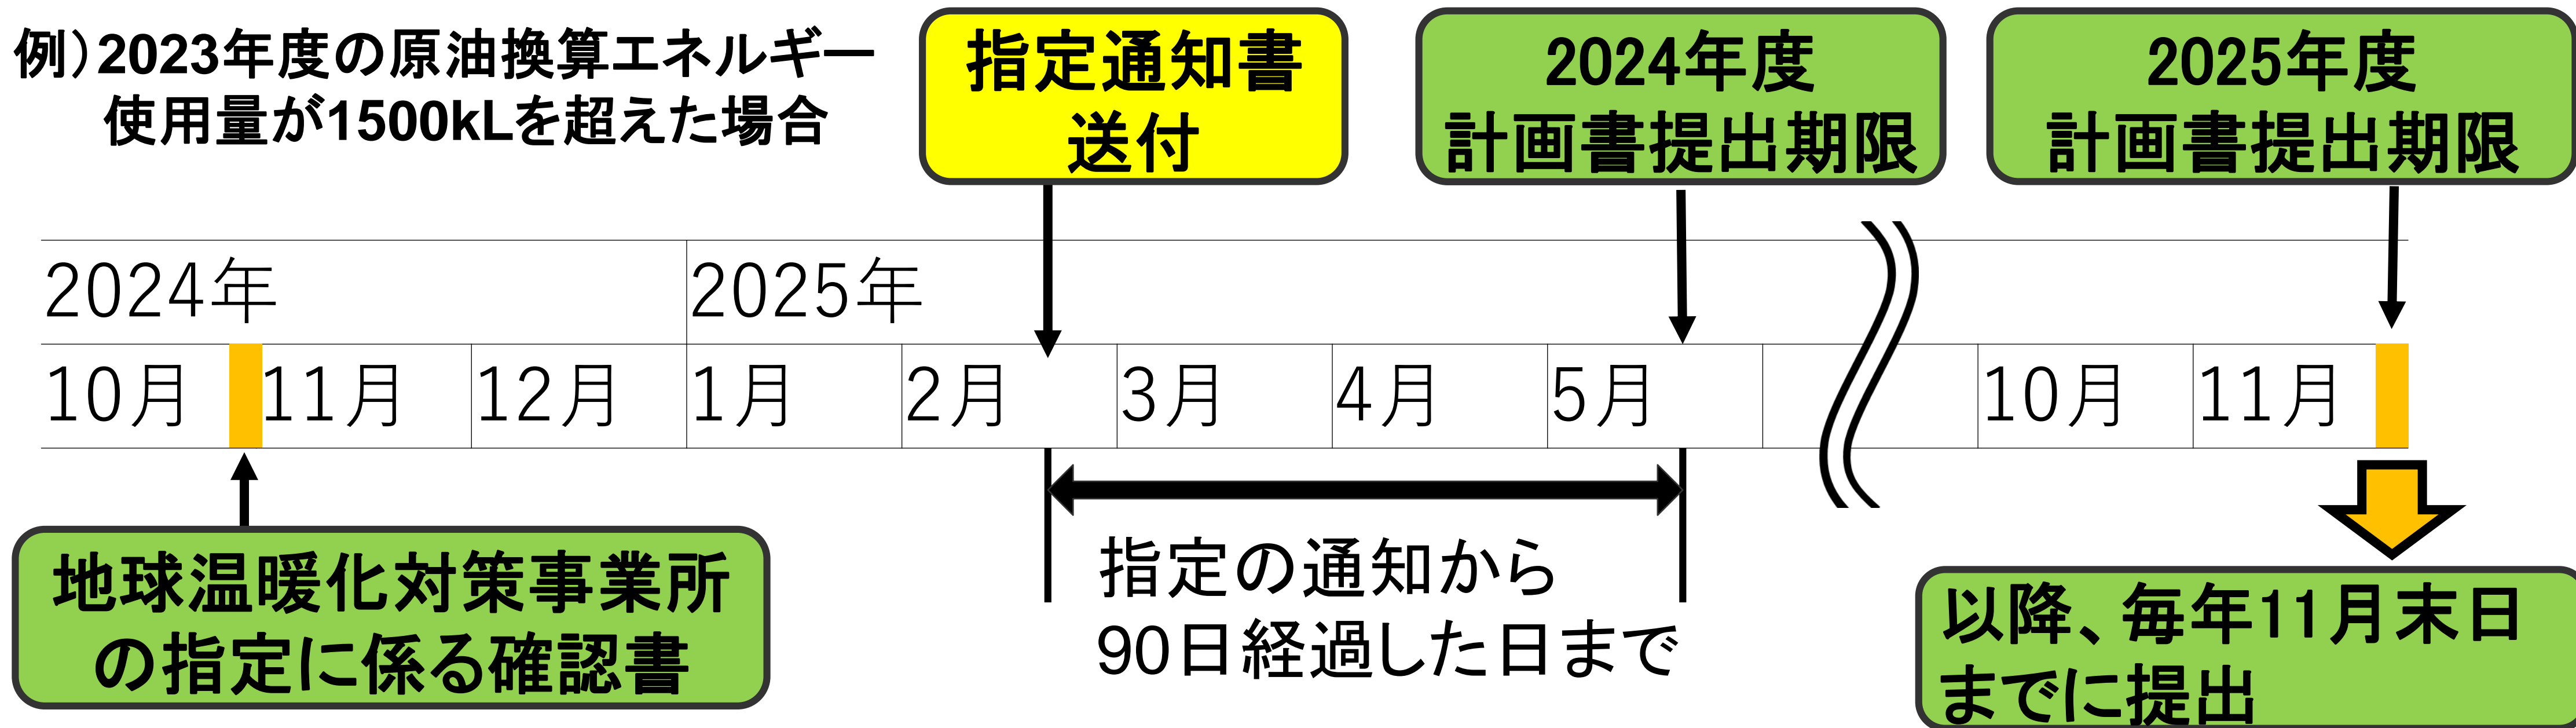 例）2023年度の原油換算エネルギー
使用量が1500kLを超えた場合
指定通知書
送付
2024年度
計画書提出期限
2025年度
計画書提出期限
2024年
2025年
10月
11月
12月
1月
2月
3月
4月
5月
10月
11月
地球温暖化対策事業所
の指定に係る確認書
指定の通知から
90日経過した日まで
以降、毎年11月末日
までに提出